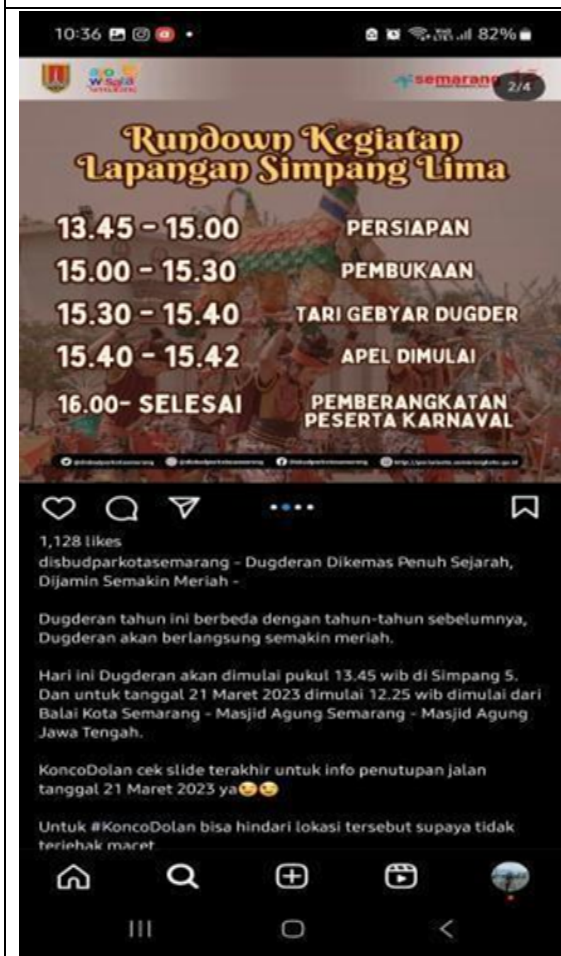 10:36
82%
semarang
2/4
Rundown Kegiatan
Lapangan Simpang Lima
13.45 – 15.00 PERSIAPAN
15.00 – 15.30 PEMBUKAAN
15.30 – 15.40 TARI GEBYAR DUGDER
15.40 – 15.42 APEL DIMULAI
16.00– SELESAI PEMBERANGKATAN
PESERTA KARNAVAL
1,128 likes
disbudparkotasemarang - Dugderan Dikemas Penuh Sejarah,
Dijamin Semakin Meriah -
Dugderan tahun ini berbeda dengan tahun-tahun sebelumnya,
Dugderan akan berlangsung semakin meriah.
Hari ini Dugderan akan dimulai pukul 13.45 wib di Simpang 5.
Dan untuk tanggal 21 Maret 2023 dimulai 12.25 wib dimulai dari
Balai Kota Semarang - Masjid Agung Semarang - Masjid Agung
Jawa Tengah.
KoncoDolan cek slide terakhir untuk info penutupan jalan
tanggal 21 Maret 2023 ya
Untuk #KoncoDolan bisa hindari lokasi tersebut supaya tidak
terjebak macet